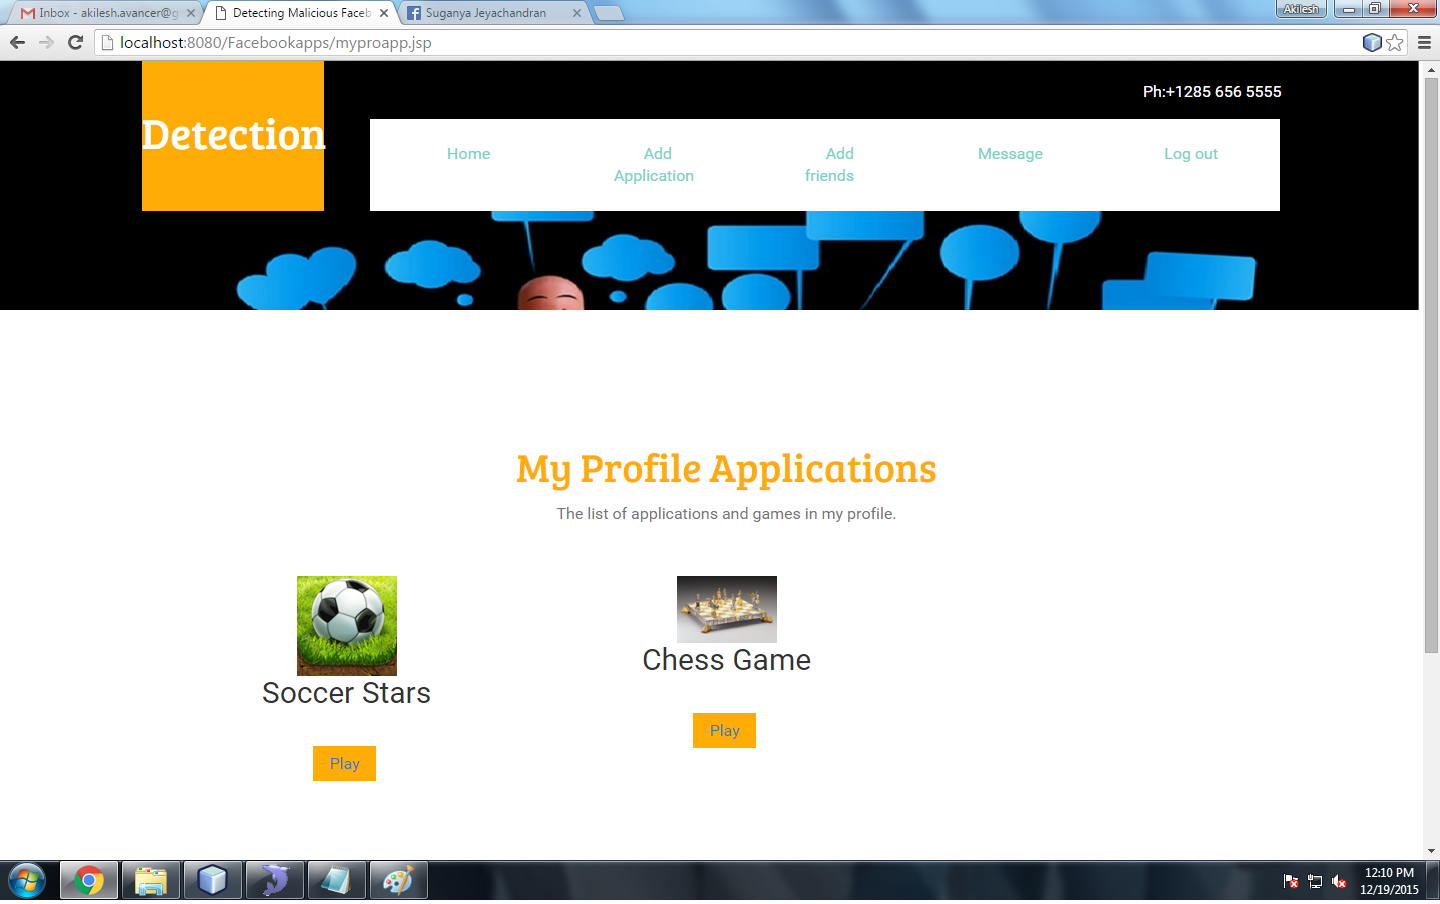 Inbox - akilesh.avancer@g
Detecting Malicious Faceb
Suganya Jeyachandran
Akilesh
localhost:8080/Facebookapps/myproapp.jsp
Ph:+1285 656 5555
Detection
Home
Add
Application
Add
friends
Message
Log out
My Profile Applications
The list of applications and games in my profile.
Soccer Stars
Chess Game
Play
Play
12:10 PM
12/19/2015